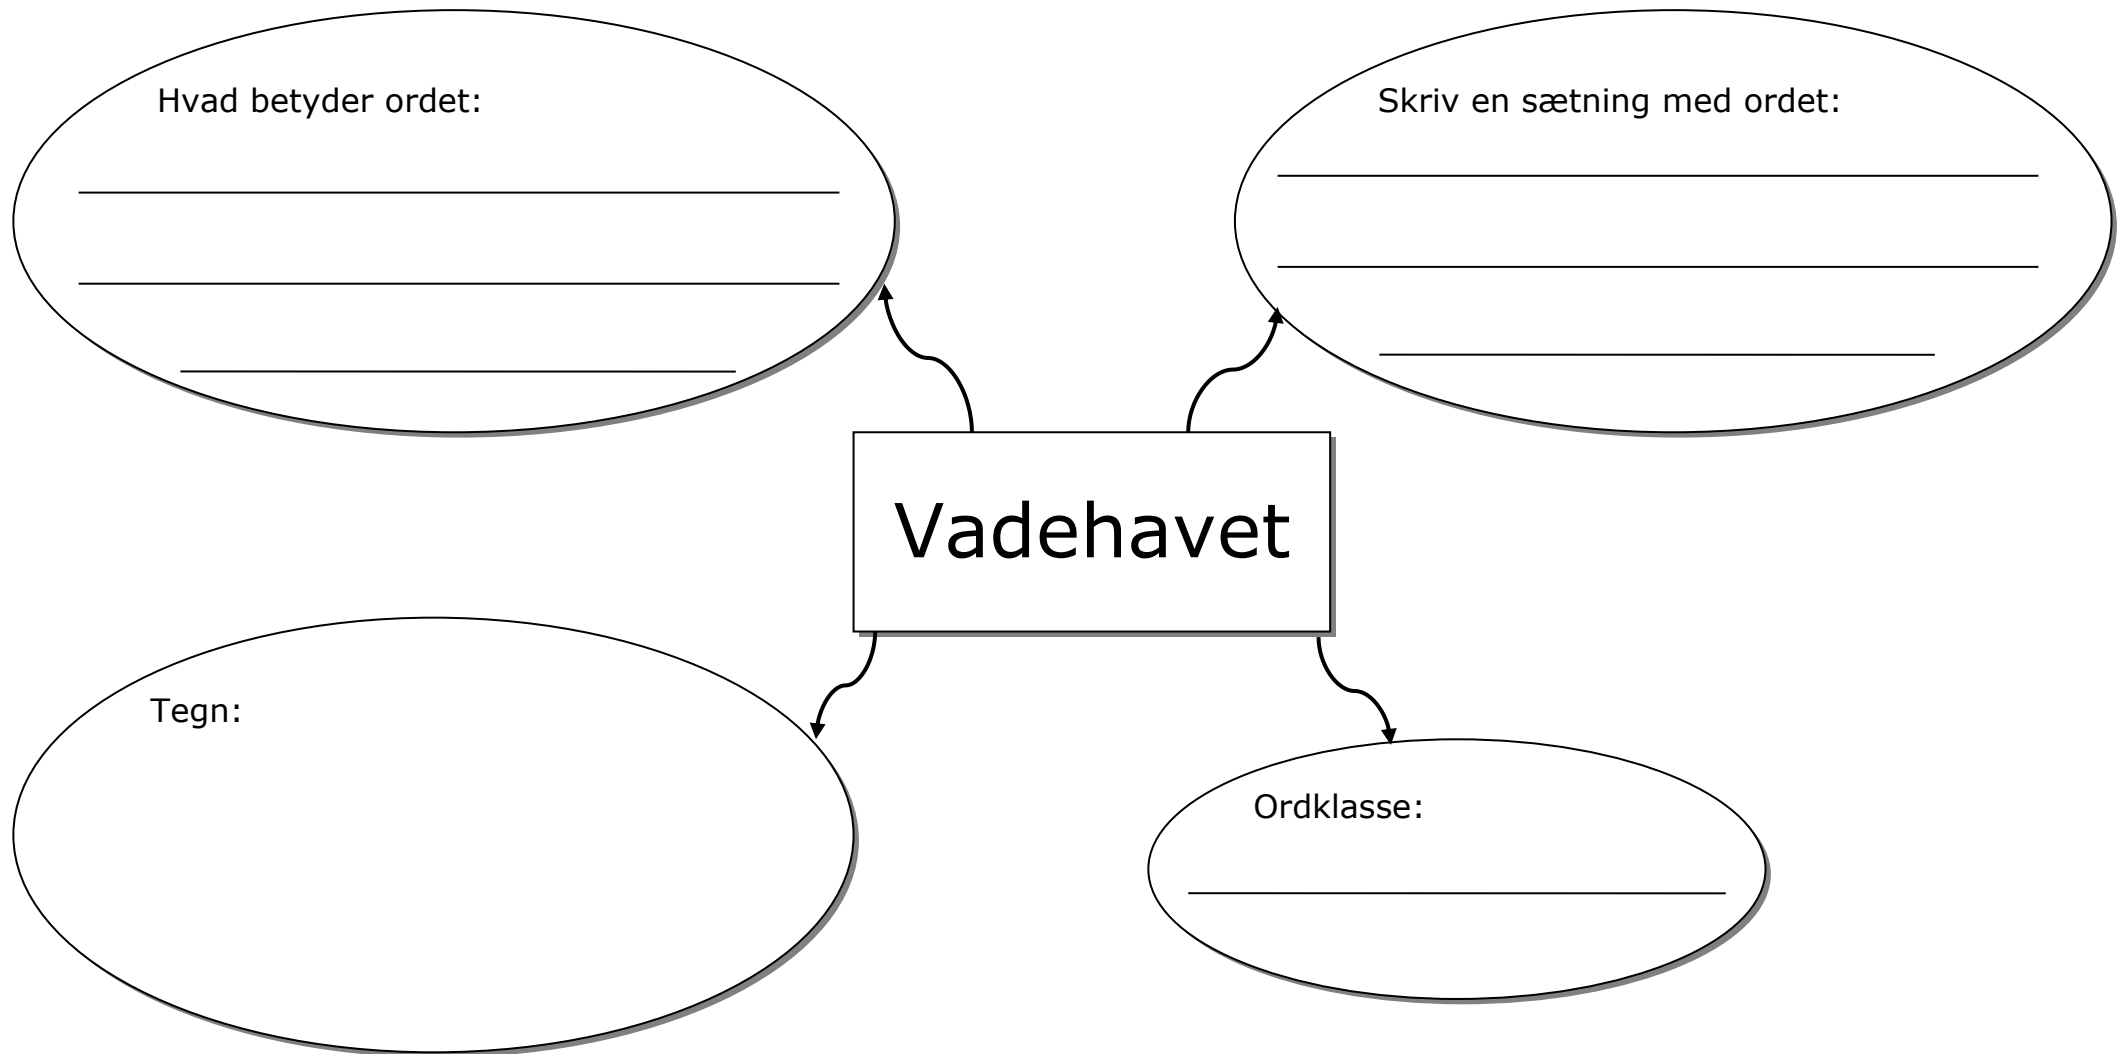 Hvad betyder ordet:
Skriv en sætning med ordet:
Vadehavet
Tegn:
Ordklasse: